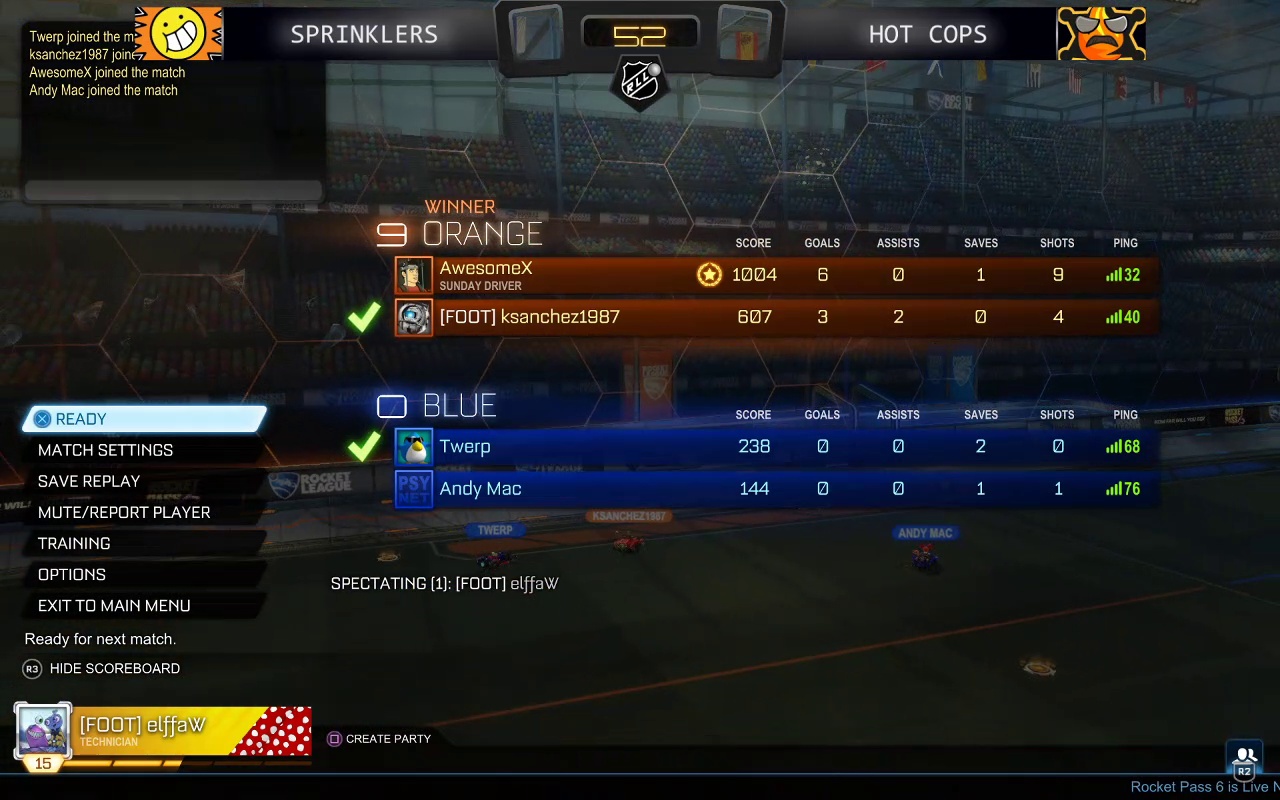 Twerp joined the m
ksanchez1987 joine
AwesomeX joined the match
Andy Mac joined the match
SPRINKLERS
52
HOT COPS
RLL
WINNER
9 ORANGE
SCORE GOALS ASSISTS SAVES SHOTS PING
AwesomeX 1004 6 0 1 9 32
SUNDAY DRIVER
[FOOT] ksanchez1987 607 3 2 0 4 40
0 BLUE
SCORE GOALS ASSISTS SAVES SHOTS PING
Twerp 238 0 0 2 0 68
PSY NET Andy Mac 144 0 0 1 1 76
READY
MATCH SETTINGS
SAVE REPLAY
MUTE/REPORT PLAYER
TRAINING
OPTIONS
EXIT TO MAIN MENU
ROCKET LEAGUE
TWERP
KSANCHEZ1987
ANDY MAC
SPECTATING (1): [FOOT] elffaW
Ready for next match.
R3 HIDE SCOREBOARD
[FOOT] elffaW
TECHNICIAN
15
CREATE PARTY
R2
Rocket Pass 6 is Live N